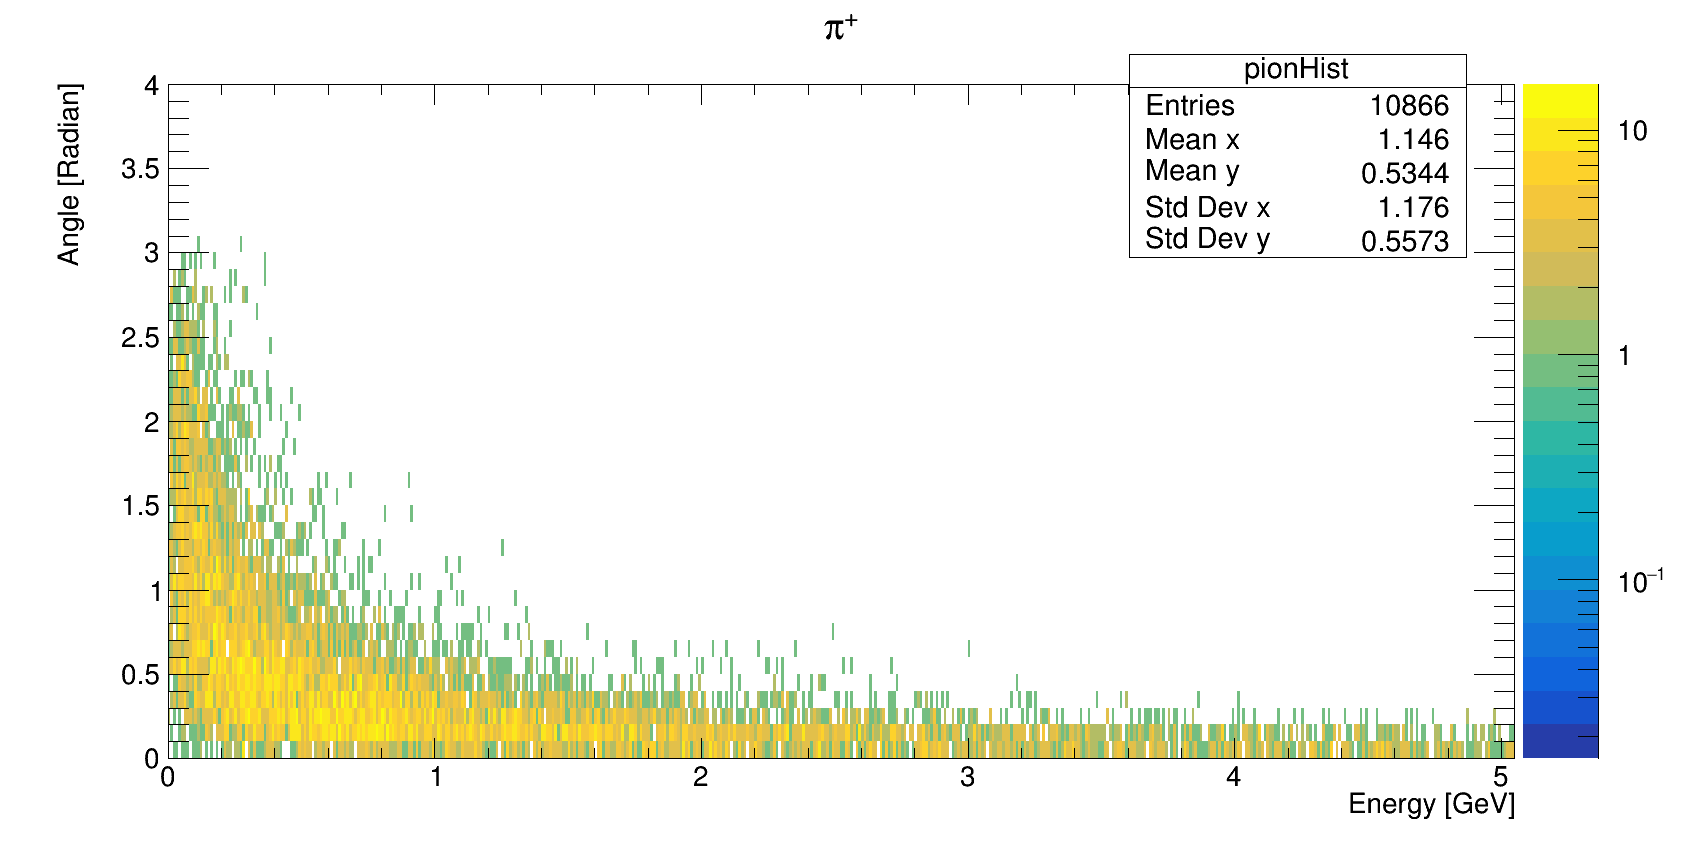 π⁺
pionHist
Entries 10866
Mean x 1.146
Mean y 0.5344
Std Dev x 1.176
Std Dev y 0.5573
Angle [Radian]
4
3.5
3
2.5
2
1.5
1
0.5
0
0 1 2 3 4 5
Energy [GeV]
10
1
10⁻¹